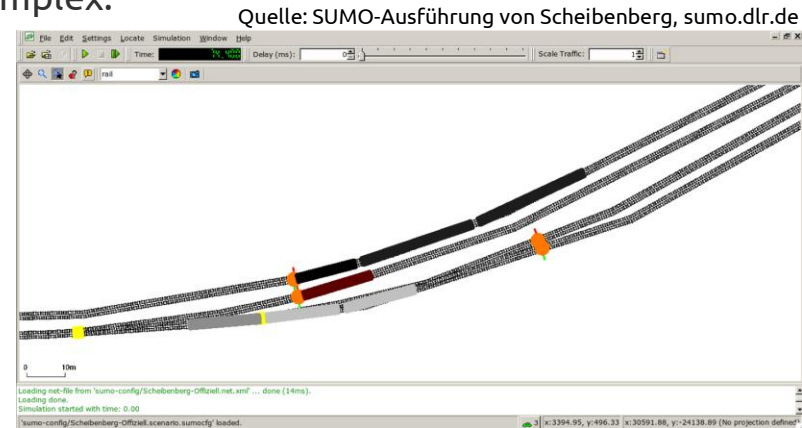 mplex.
Quelle: SUMO-Ausführung von Scheibenberg, sumo.dlr.de
File Edit Settings Locate Simulation Window Help
Time: Delay (ms): 0 Scale Traffic: 1
rail
0 10m
Loading net-file from 'sumo-config/Scheibenberg-Offiziell.net.xml' ... done (14ms).
Loading done.
Simulation started with time: 0.00
'sumo-config/Scheibenberg-Offiziell.scenario.sumocfg' loaded. 3 x:3394.95, y:496.33 x:30591.88, y:-24138.89 (No projection defined